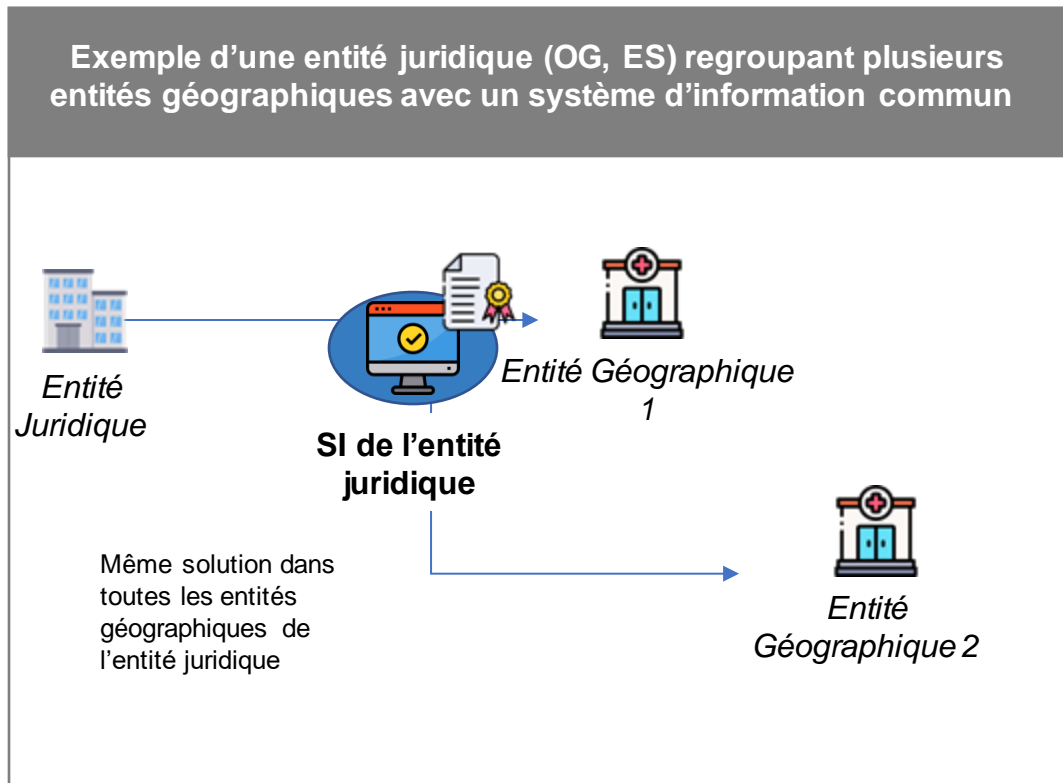 Exemple d’une entité juridique (OG, ES) regroupant plusieurs
entités géographiques avec un système d’information commun
Entité
Juridique
SI de l’entité
juridique
Entité Géographique
1
Même solution dans
toutes les entités
géographiques de
l’entité juridique
Entité
Géographique 2